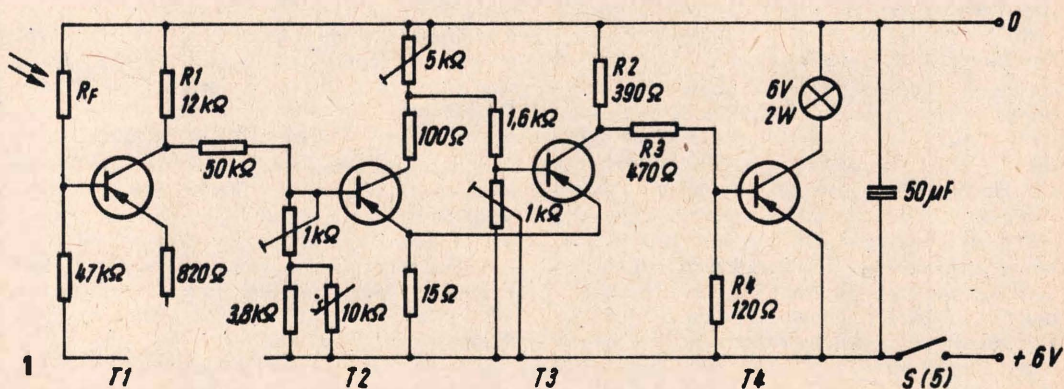 0
R_F
R1
12kΩ
5kΩ
R2
390Ω
6V
2W
100Ω
1,6kΩ
50kΩ
R3
470Ω
50µF
1kΩ
1kΩ
47kΩ
820Ω
3,8kΩ
10kΩ
15Ω
R4
120Ω
1
T1
T2
T3
T4
S (5)
+ 6V